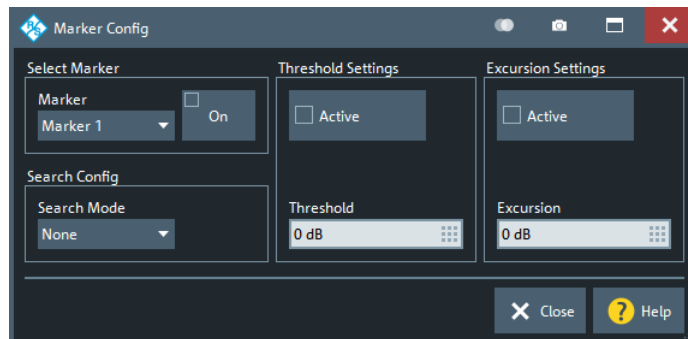 R&S Marker Config
Select Marker
Marker
Marker 1
On
Search Config
Search Mode
None
Threshold Settings
Active
Threshold
0 dB
Excursion Settings
Active
Excursion
0 dB
Close
? Help